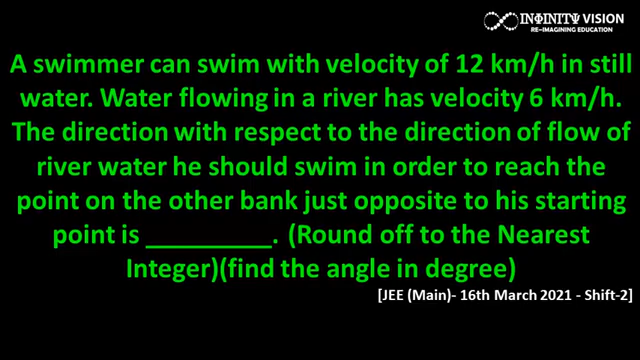 INFINITY VISION
RE-IMAGINING EDUCATION
A swimmer can swim with velocity of 12 km/h in still
water. Water flowing in a river has velocity 6 km/h.
The direction with respect to the direction of flow of
river water he should swim in order to reach the
point on the other bank just opposite to his starting
point is _________. (Round off to the Nearest
Integer)(find the angle in degree)
[JEE (Main)- 16th March 2021 - Shift-2]